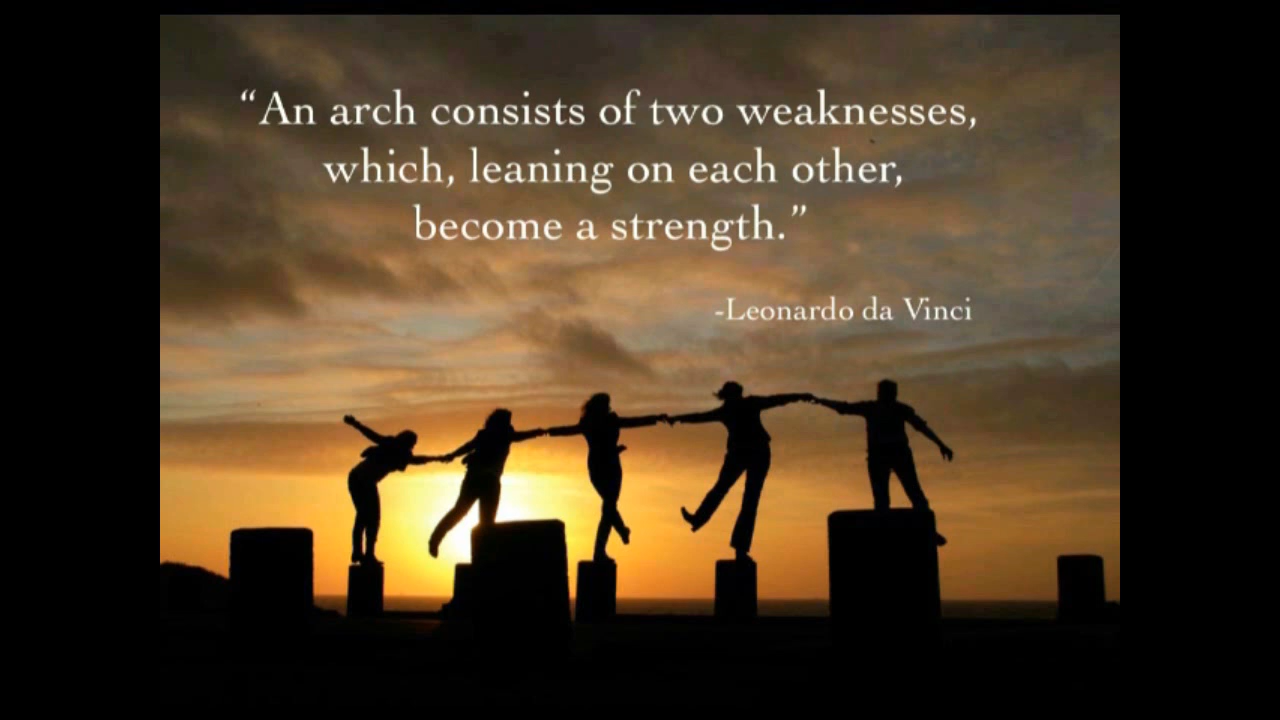 “An arch consists of two weaknesses,
which, leaning on each other,
become a strength.”
-Leonardo da Vinci